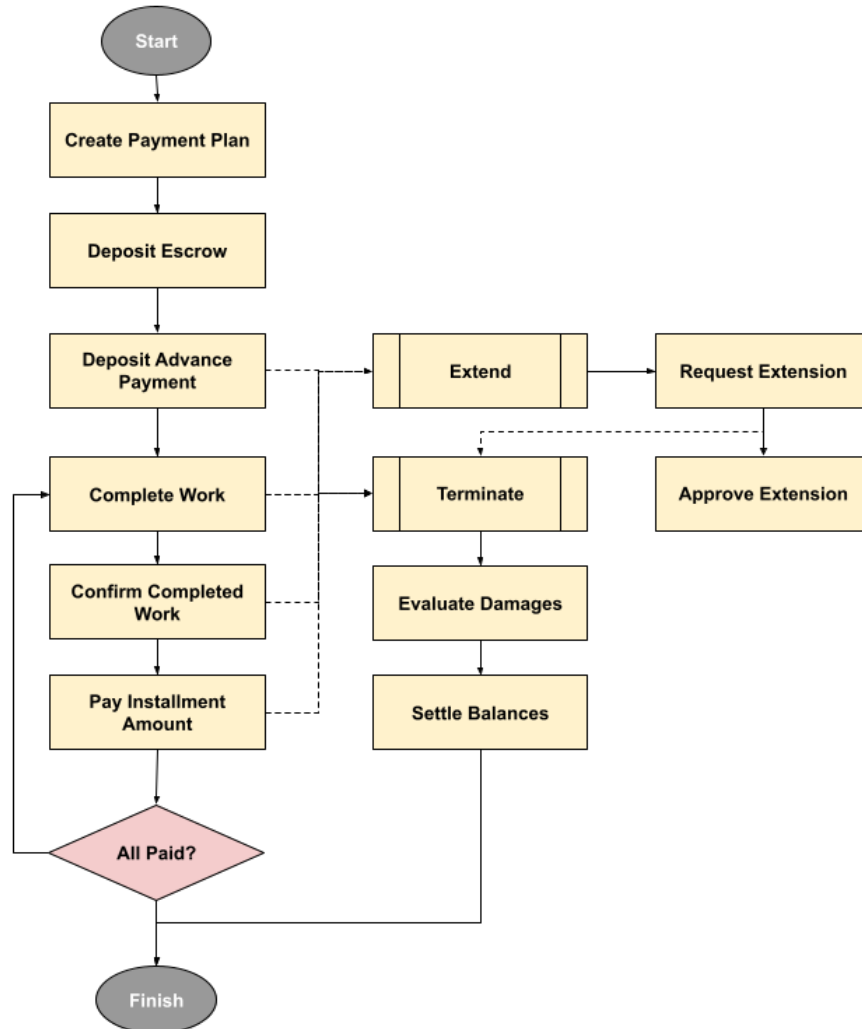 Start
Create Payment Plan
Deposit Escrow
Deposit Advance
Payment
Extend
Request Extension
Complete Work
Terminate
Approve Extension
Confirm Completed
Work
Evaluate Damages
Pay Installment
Amount
Settle Balances
All Paid?
Finish